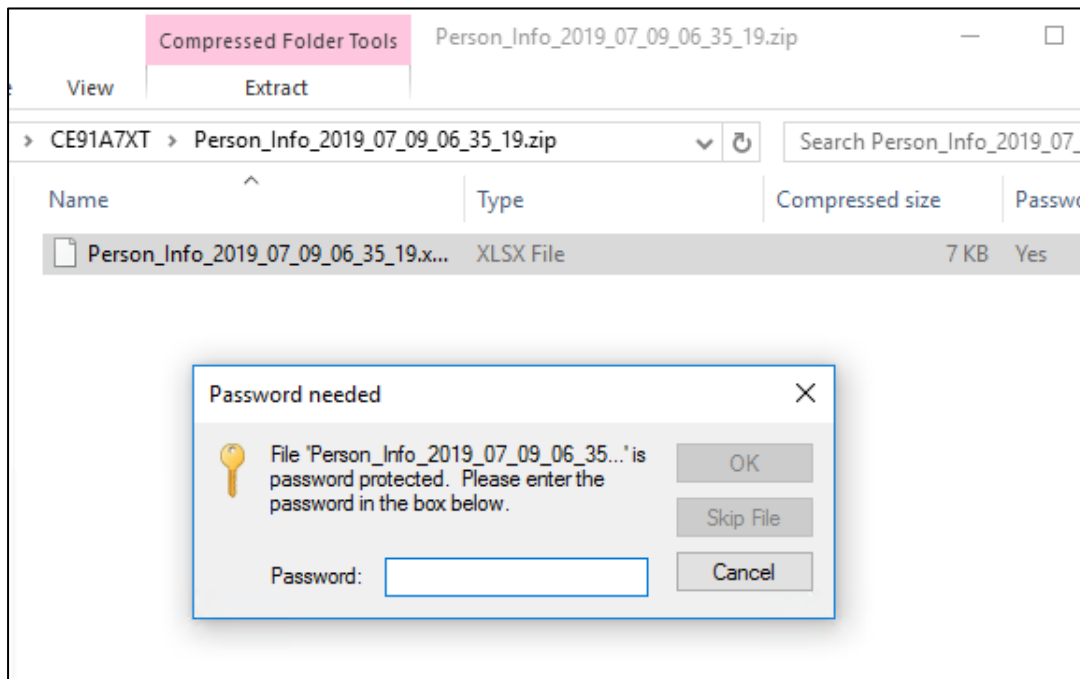 Compressed Folder Tools
Person_Info_2019_07_09_06_35_19.zip
View
Extract
CE91A7XT > Person_Info_2019_07_09_06_35_19.zip
Search Person_Info_2019_07_
Name
Type
Compressed size
Passwo
Person_Info_2019_07_09_06_35_19.x...
XLSX File
7 KB
Yes
Password needed
File 'Person_Info_2019_07_09_06_35...' is
password protected. Please enter the
password in the box below.
OK
Skip File
Password:
Cancel